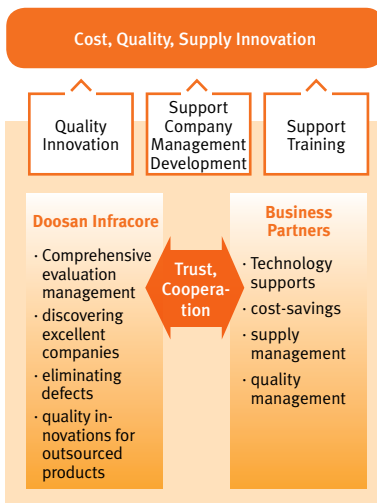 Cost, Quality, Supply Innovation
Quality
Innovation
Support
Company
Management
Development
Support
Training
Doosan Infracore
· Comprehensive
evaluation
management
· discovering
excellent
companies
· eliminating
defects
· quality in-
novations for
outsourced
products
Trust,
Coopera-
tion
Business
Partners
· Technology
supports
· cost-savings
· supply
management
· quality
management